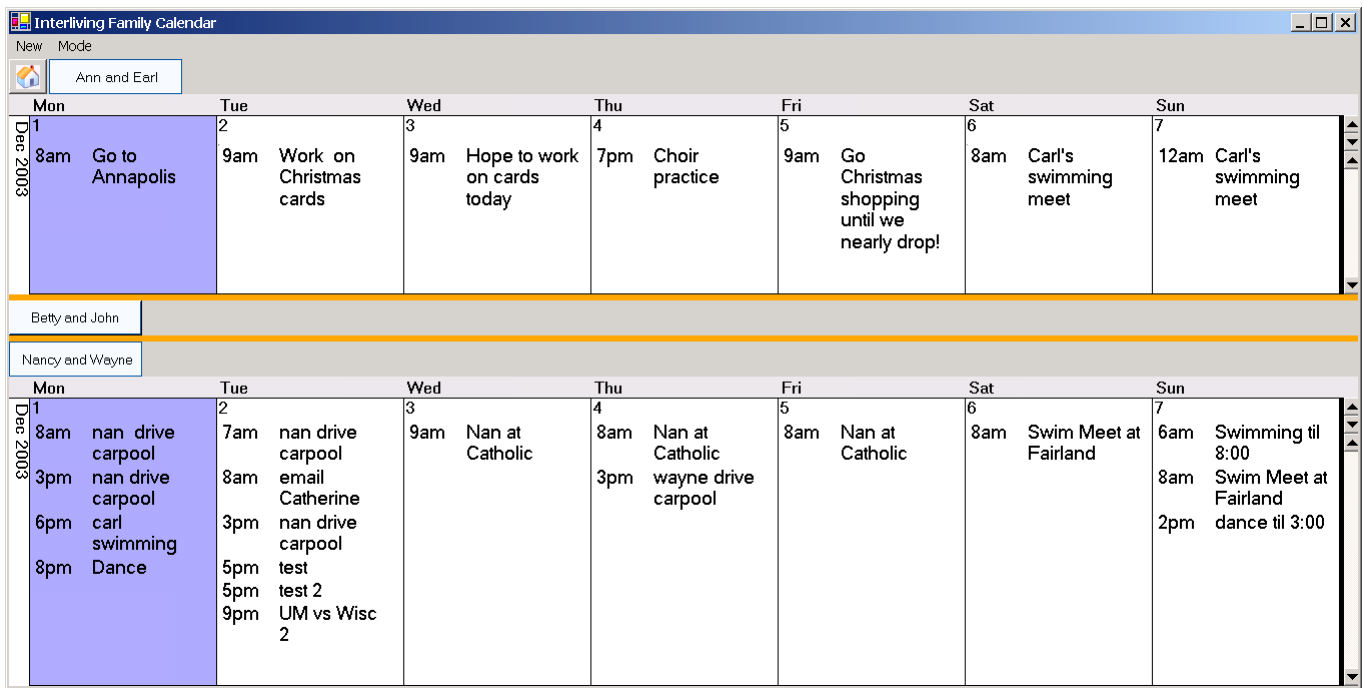 Interliving Family Calendar
New Mode
Ann and Earl
Mon Tue Wed Thu Fri Sat Sun
Dec 2003
1
8am Go to
Annapolis
2
9am Work on
Christmas
cards
3
9am Hope to work
on cards
today
4
7pm Choir
practice
5
9am Go
Christmas
shopping
until we
nearly drop!
6
8am Carl's
swimming
meet
7
12am Carl's
swimming
meet
Betty and John
Nancy and Wayne
Mon Tue Wed Thu Fri Sat Sun
Dec 2003
1
8am nan drive
carpool
3pm nan drive
carpool
6pm carl
swimming
8pm Dance
2
7am nan drive
carpool
8am email
Catherine
3pm nan drive
carpool
5pm test
5pm test 2
9pm UM vs Wisc
2
3
9am Nan at
Catholic
4
8am Nan at
Catholic
3pm wayne drive
carpool
5
8am Nan at
Catholic
6
8am Swim Meet at
Fairland
7
6am Swimming til
8:00
8am Swim Meet at
Fairland
2pm dance til 3:00